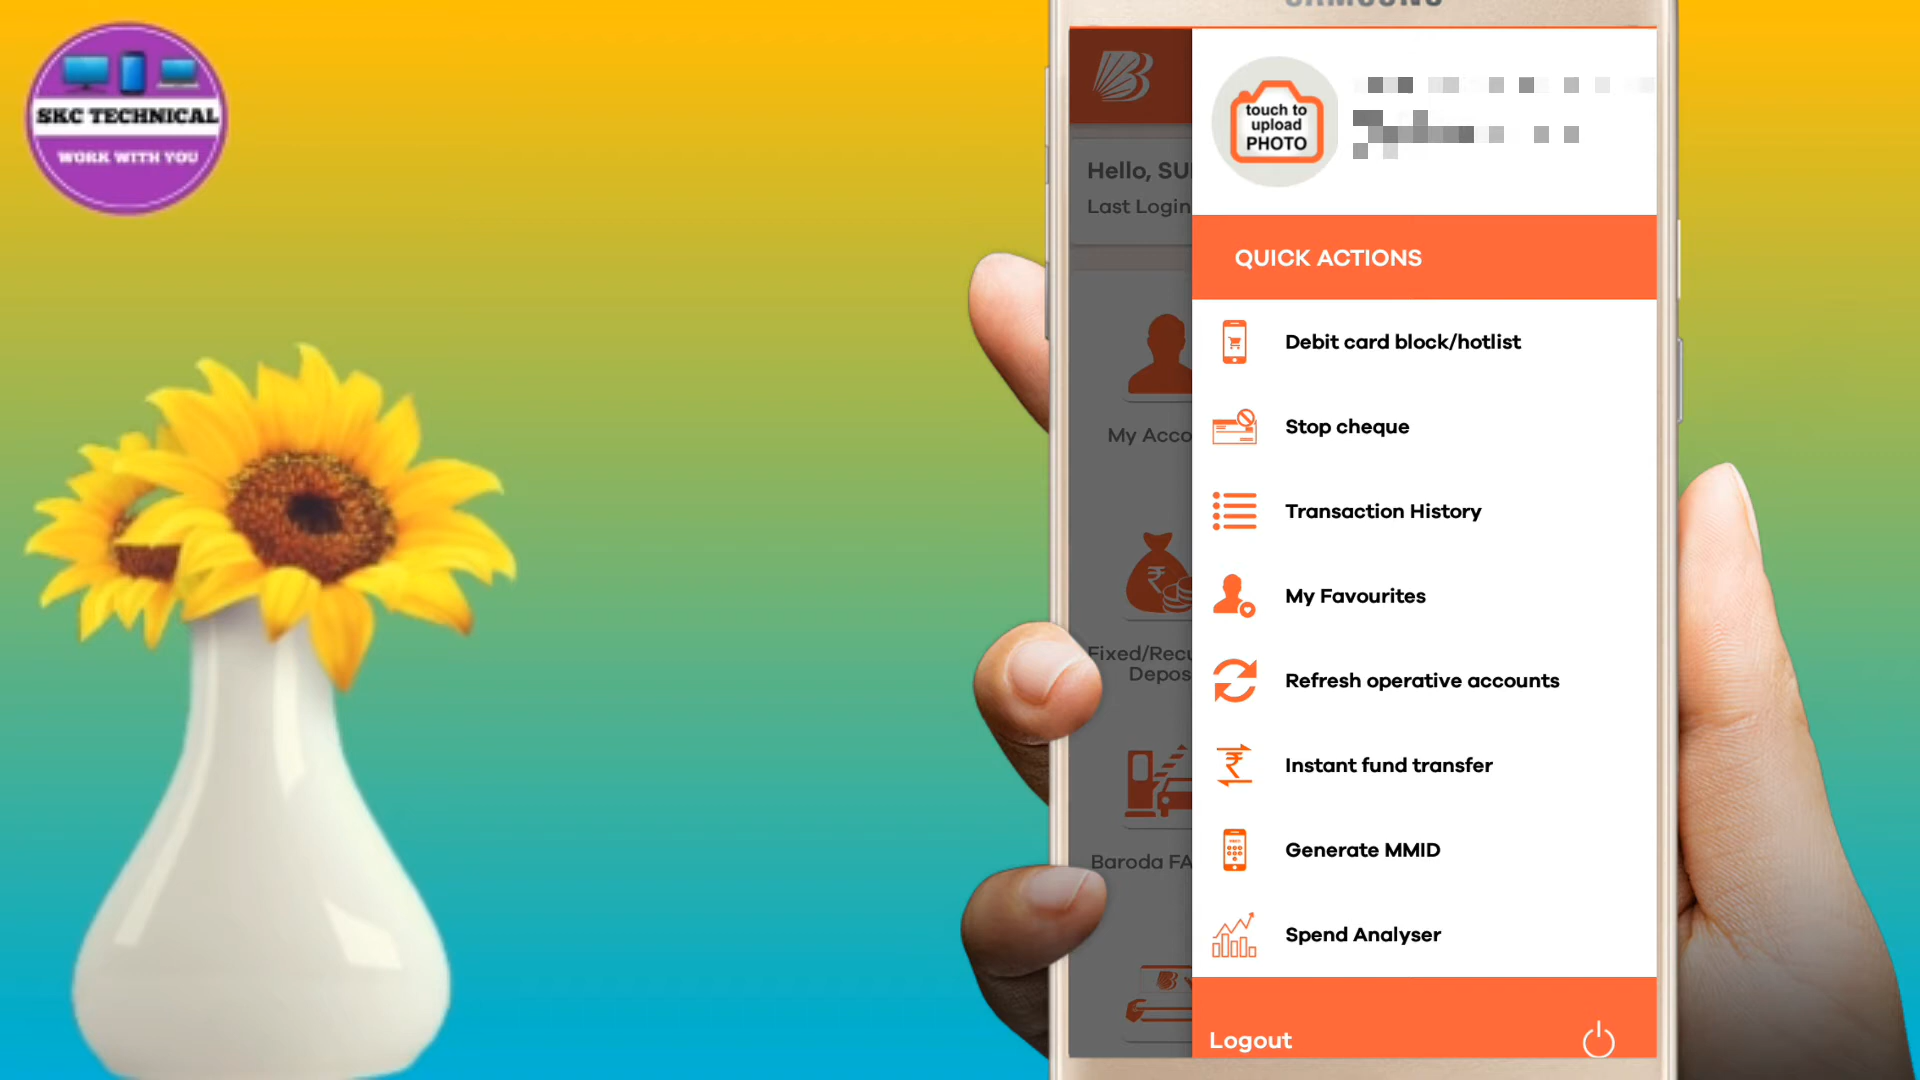 SKC TECHNICAL
WORK WITH YOU
SAMSUNG
touch to
upload
PHOTO
Hello, SU
Last Login
QUICK ACTIONS
Debit card block/hotlist
Stop cheque
Transaction History
My Acco
My Favourites
Fixed/Recu
Depos
Refresh operative accounts
Instant fund transfer
Baroda FA
Generate MMID
Spend Analyser
Logout